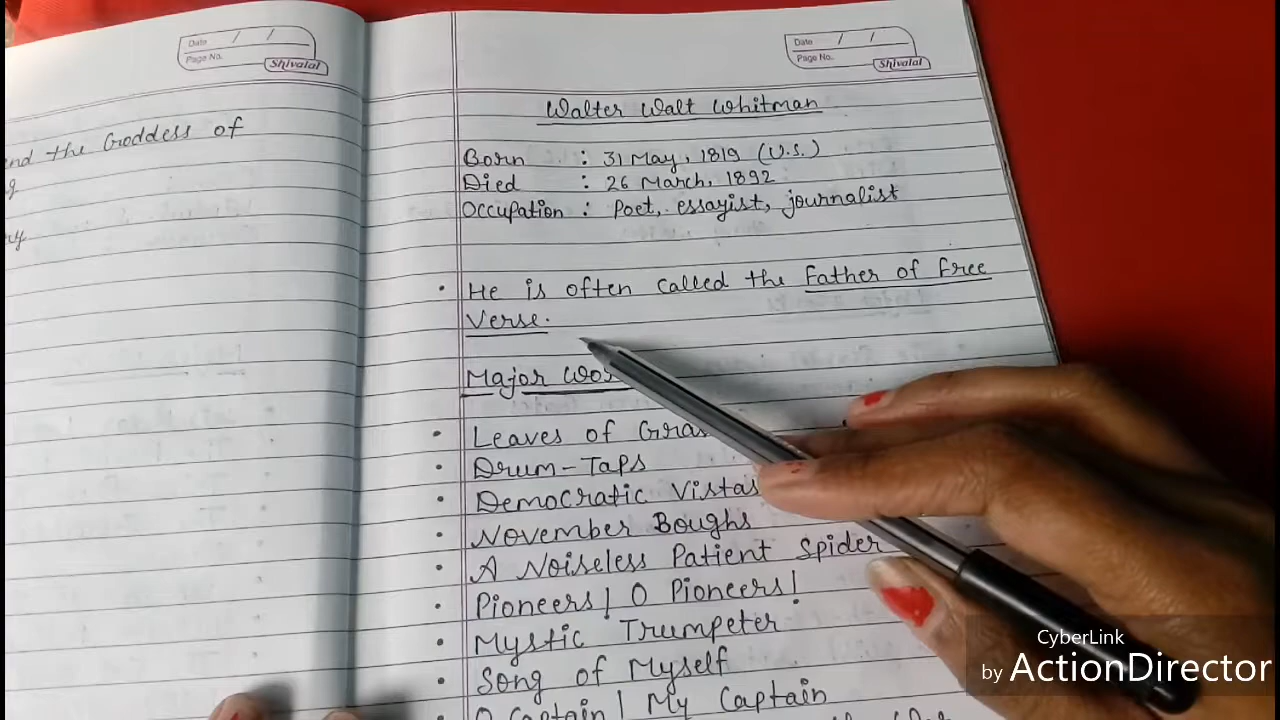 Date / /
Page No.
Shivalal
and the Goddess of
Date / /
Page No.
Shivalal
Walter Walt Whitman
Born : 31 May, 1819 (U.S.)
Died : 26 March, 1892
Occupation : Poet, essayist, journalist
• He is often called the Father of Free
Verse.
Major
• Leaves of
• Drum-Taps
• Democratic Vistas
• November Boughs
• A Noiseless Patient Spider
• Pioneers! O Pioneers!
• Mystic Trumpeter
• Song of Myself
• O Captain! My Captain
CyberLink
by ActionDirector